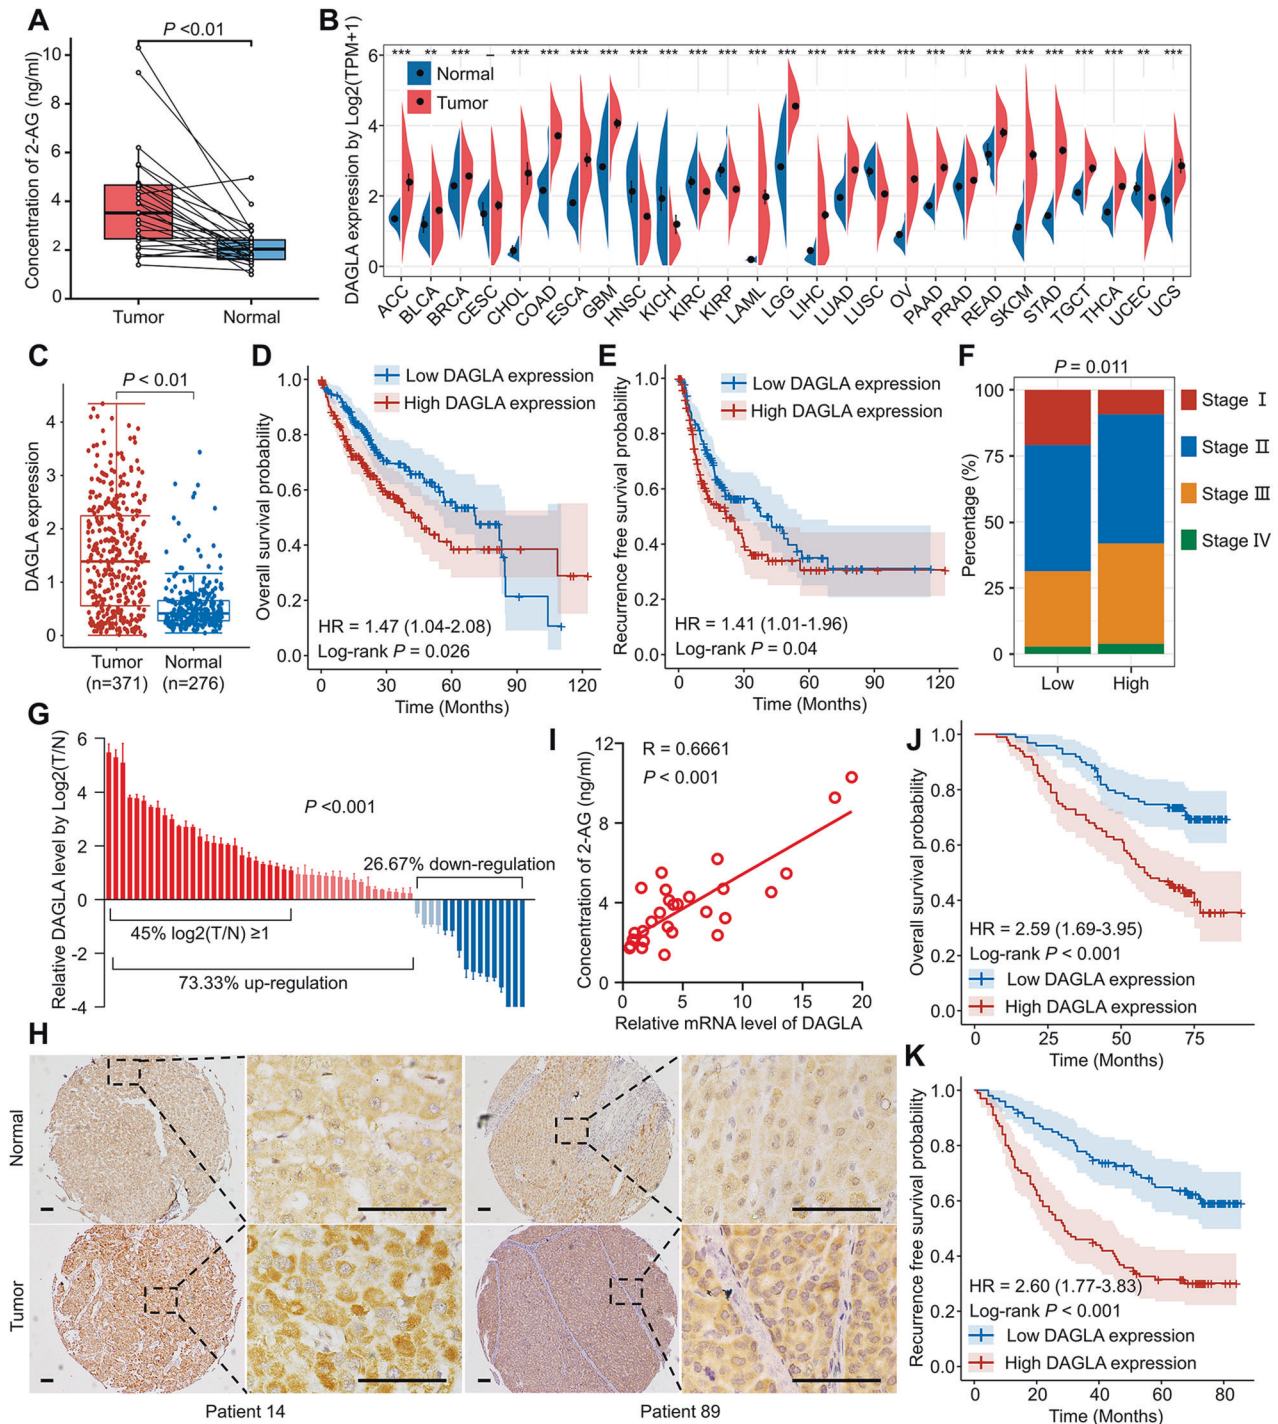 A
P <0.01
Concentration of 2-AG (ng/ml)
10
8
6
4
2
0
Tumor
Normal
B
DAGLA expression by Log2(TPM+1)
6
4
2
0
*** ** *** – *** *** *** *** *** *** *** *** *** *** *** *** *** ** *** ** *** *** *** *** *** ** ***
Normal
Tumor
ACC
BLCA
BRCA
CESC
CHOL
COAD
ESCA
GBM
HNSC
KICH
KIRC
KIRP
LAML
LGG
LIHC
LUAD
LUSC
OV
PAAD
PRAD
READ
SKCM
STAD
TGCT
THCA
UCEC
UCS
C
P < 0.01
DAGLA expression
4
3
2
1
0
Tumor
(n=371)
Normal
(n=276)
D
Low DAGLA expression
High DAGLA expression
Overall survival probability
1.0
0.8
0.6
0.4
0.2
0.0
HR = 1.47 (1.04-2.08)
Log-rank P = 0.026
0 30 60 90 120
Time (Months)
E
Low DAGLA expression
High DAGLA expression
Recurrence free survival probability
1.0
0.8
0.6
0.4
0.2
0.0
HR = 1.41 (1.01-1.96)
Log-rank P = 0.04
0 30 60 90 120
Time (Months)
F
P = 0.011
Percentage (%)
100
75
50
25
0
Low
High
Stage Ⅰ
Stage Ⅱ
Stage Ⅲ
Stage Ⅳ
G
Relative DAGLA level by Log2(T/N)
6
4
2
0
-2
-4
P <0.001
26.67% down-regulation
45% log2(T/N) ≥1
73.33% up-regulation
I
R = 0.6661
P < 0.001
Concentration of 2-AG (ng/ml)
12
8
4
0
0 5 10 15 20
Relative mRNA level of DAGLA
J
Overall survival probability
1.0
0.8
0.6
0.4
0.2
0.0
HR = 2.59 (1.69-3.95)
Log-rank P < 0.001
Low DAGLA expression
High DAGLA expression
0 25 50 75
Time (Months)
H
Normal
Tumor
Patient 14
Patient 89
K
Recurrence free survival probability
1.0
0.8
0.6
0.4
0.2
0.0
HR = 2.60 (1.77-3.83)
Log-rank P < 0.001
Low DAGLA expression
High DAGLA expression
0 20 40 60 80
Time (Months)